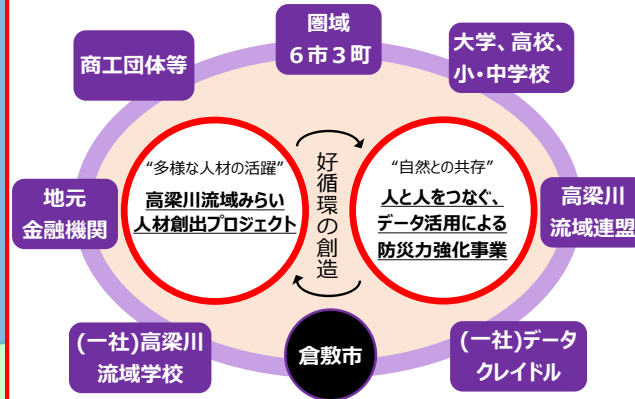 圏域
6市3町
大学、高校、
小・中学校
商工団体等
“多様な人材の活躍”
高梁川流域みらい
人材創出プロジェクト
好循環の創造
“自然との共存”
人と人をつなぐ、
データ活用による
防災力強化事業
地元
金融機関
高梁川
流域連盟
(一社)高梁川
流域学校
倉敷市
(一社)データ
クレイドル